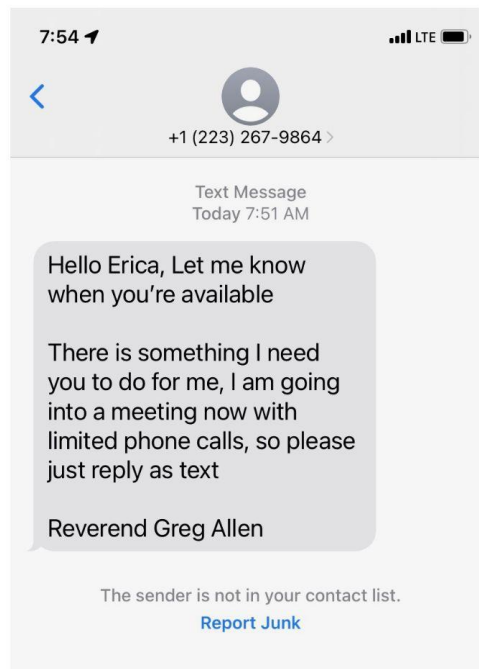 7:54
LTE
+1 (223) 267-9864 >
Text Message
Today 7:51 AM
Hello Erica, Let me know
when you’re available
There is something I need
you to do for me, I am going
into a meeting now with
limited phone calls, so please
just reply as text
Reverend Greg Allen
The sender is not in your contact list.
Report Junk